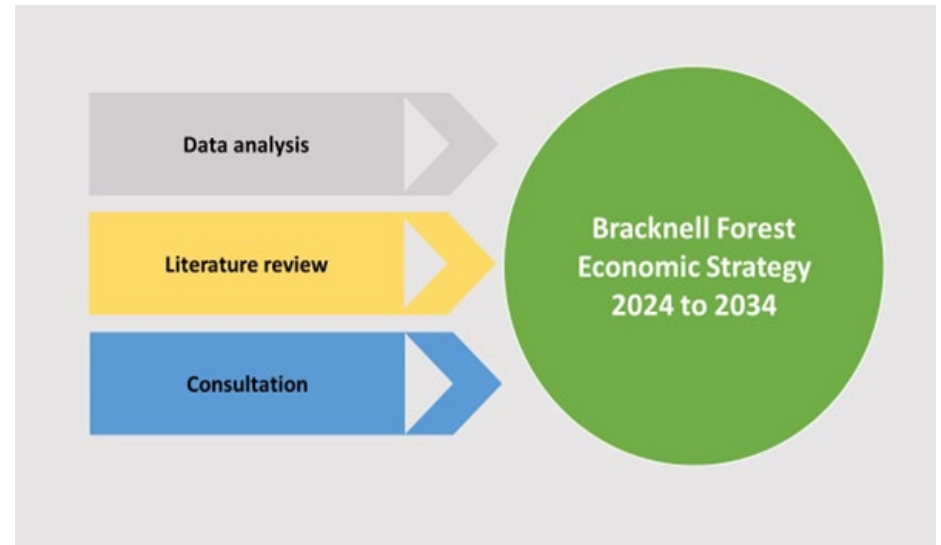 Data analysis
Literature review
Consultation
Bracknell Forest
Economic Strategy
2024 to 2034